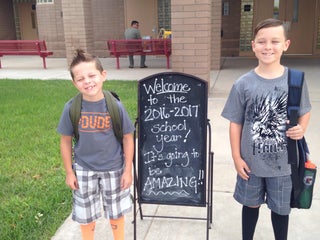 Welcome
to the
2016-2017
school
year!
It's going to
be
AMAZING!!
DUDE